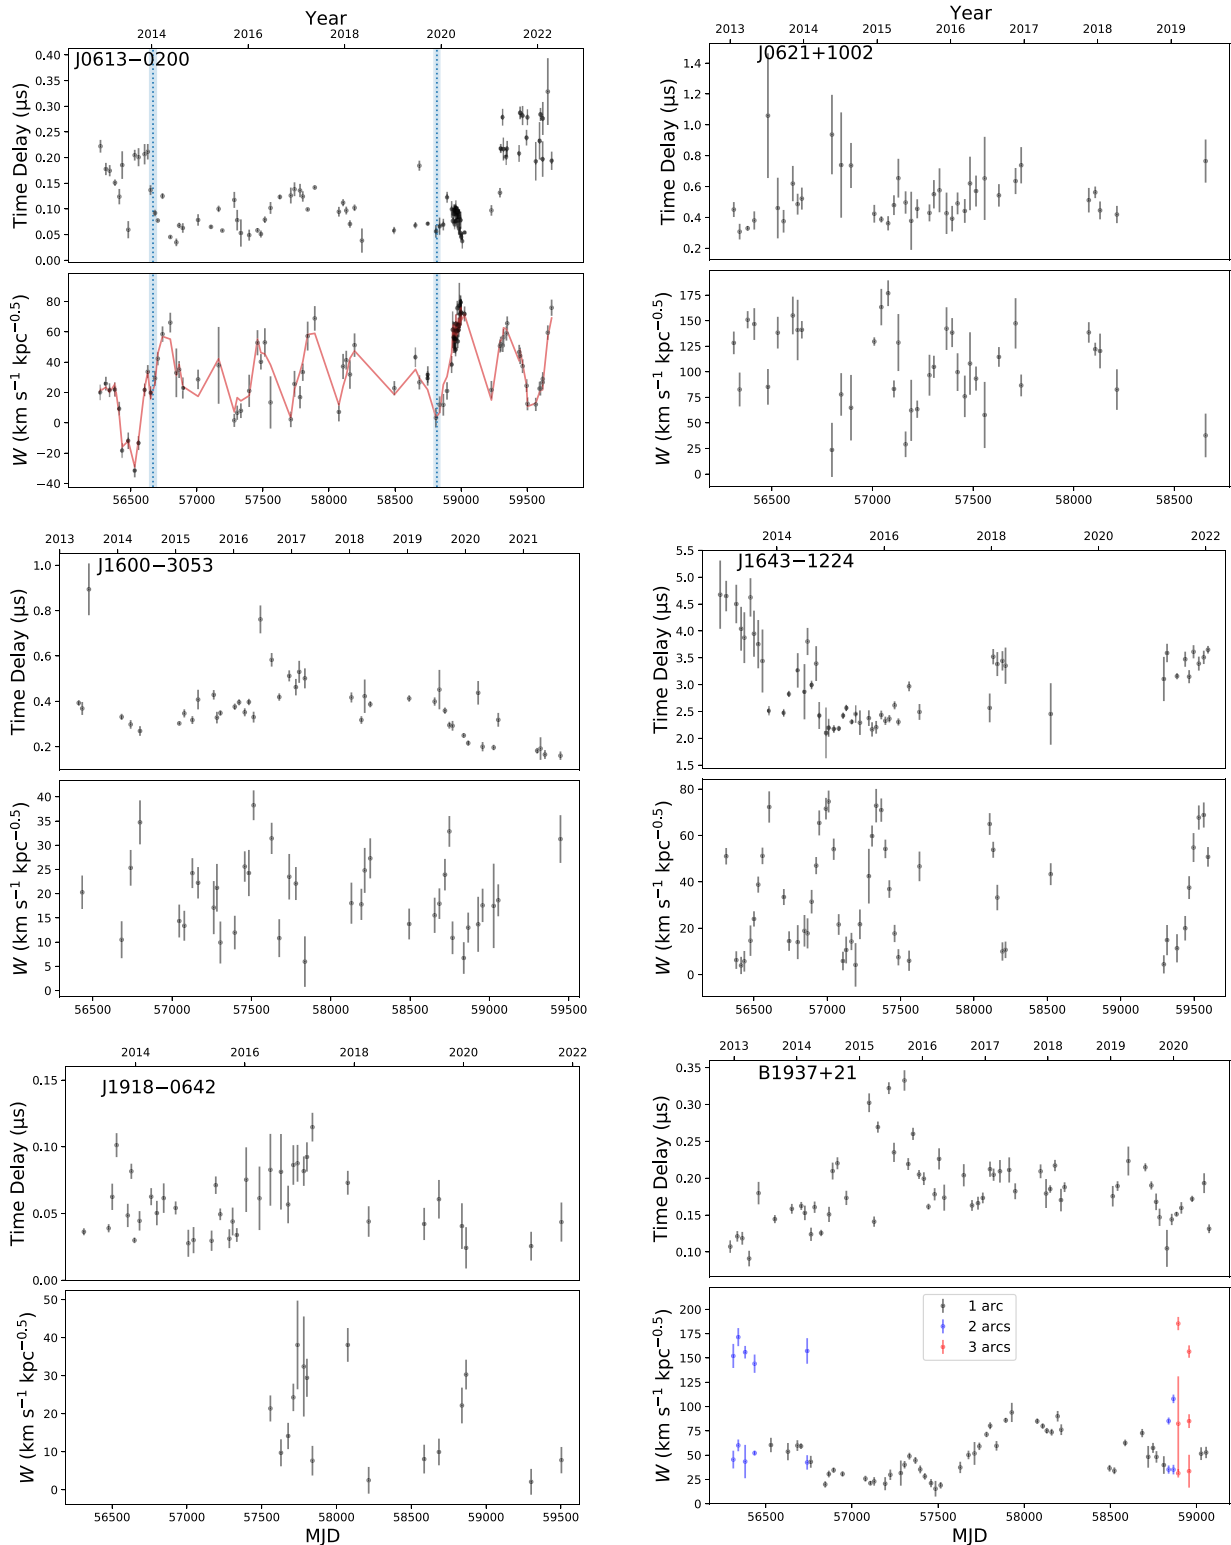 Year
2014 2016 2018 2020 2022
J0613−0200
0.40
0.35
0.30
0.25
0.20
0.15
0.10
0.05
0.00
Time Delay (μs)
80
60
40
20
0
−20
−40
W (km s⁻¹ kpc⁻⁰·⁵)
56500 57000 57500 58000 58500 59000 59500
Year
2013 2014 2015 2016 2017 2018 2019
J0621+1002
1.4
1.2
1.0
0.8
0.6
0.4
0.2
Time Delay (μs)
175
150
125
100
75
50
25
0
W (km s⁻¹ kpc⁻⁰·⁵)
56500 57000 57500 58000 58500
2013 2014 2015 2016 2017 2018 2019 2020 2021
J1600−3053
1.0
0.8
0.6
0.4
0.2
Time Delay (μs)
40
35
30
25
20
15
10
5
0
W (km s⁻¹ kpc⁻⁰·⁵)
56500 57000 57500 58000 58500 59000 59500
2014 2015 2016 2018 2020 2022
J1643−1224
5.5
5.0
4.5
4.0
3.5
3.0
2.5
2.0
1.5
Time Delay (μs)
80
60
40
20
0
W (km s⁻¹ kpc⁻⁰·⁵)
56500 57000 57500 58000 58500 59000 59500
2014 2016 2018 2020 2022
J1918−0642
0.15
0.10
0.05
0.00
Time Delay (μs)
50
40
30
20
10
0
W (km s⁻¹ kpc⁻⁰·⁵)
56500 57000 57500 58000 58500 59000 59500
MJD
2013 2014 2015 2016 2017 2018 2019 2020
B1937+21
0.35
0.30
0.25
0.20
0.15
0.10
Time Delay (μs)
200
175
150
125
100
75
50
25
0
W (km s⁻¹ kpc⁻⁰·⁵)
1 arc
2 arcs
3 arcs
56500 57000 57500 58000 58500 59000
MJD